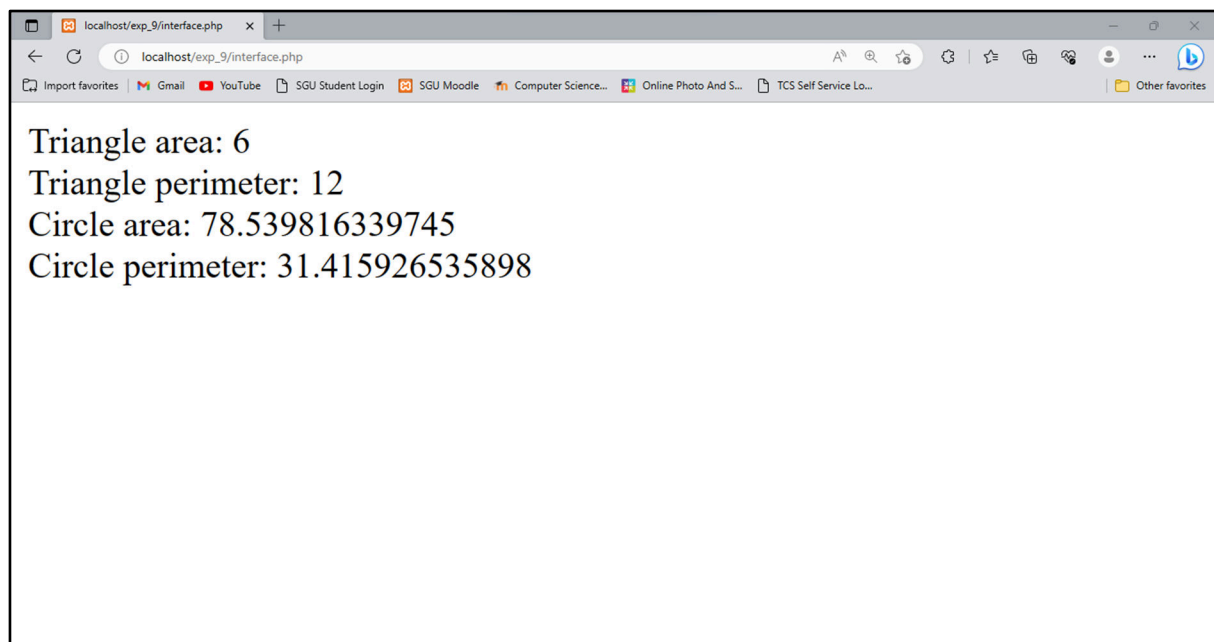 localhost/exp_9/interface.php
localhost/exp_9/interface.php
Import favorites Gmail YouTube SGU Student Login SGU Moodle Computer Science... Online Photo And S... TCS Self Service Lo... Other favorites
Triangle area: 6
Triangle perimeter: 12
Circle area: 78.539816339745
Circle perimeter: 31.415926535898